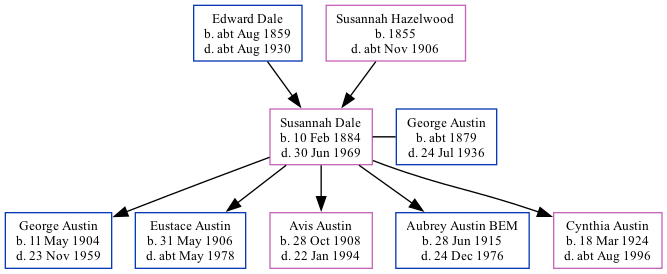 Edward Dale
b. abt Aug 1859
d. abt Aug 1930
Susannah Hazelwood
b. 1855
d. abt Nov 1906
Susannah Dale
b. 10 Feb 1884
d. 30 Jun 1969
George Austin
b. abt 1879
d. 24 Jul 1936
George Austin
b. 11 May 1904
d. 23 Nov 1959
Eustace Austin
b. 31 May 1906
d. abt May 1978
Avis Austin
b. 28 Oct 1908
d. 22 Jan 1994
Aubrey Austin BEM
b. 28 Jun 1915
d. 24 Dec 1976
Cynthia Austin
b. 18 Mar 1924
d. abt Aug 1996